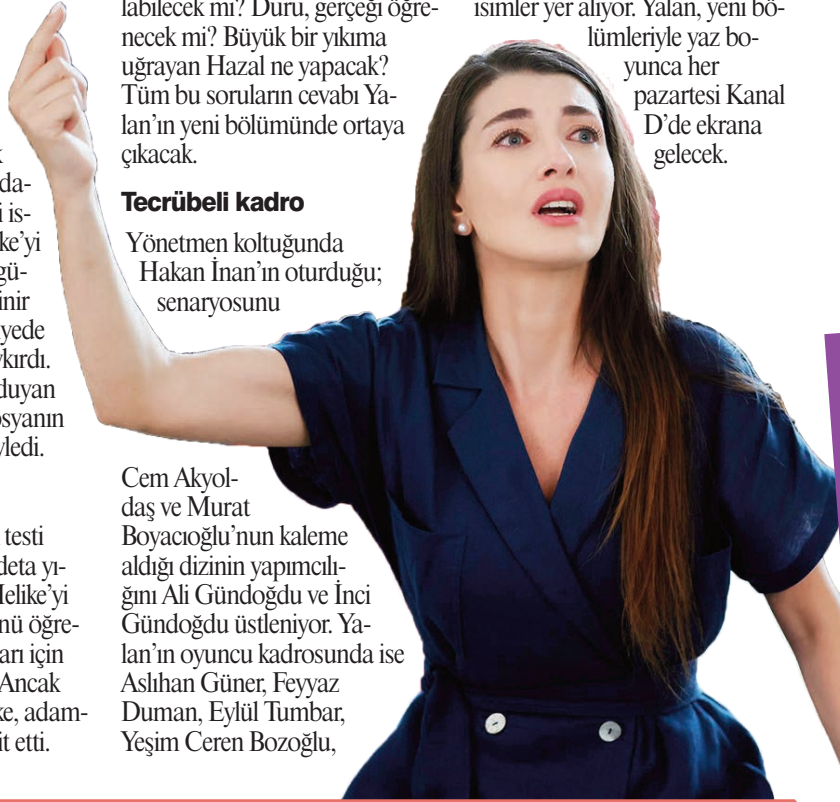 da-
i is-
ke'yi
gü-
inir
yede
ykırdı.
duyan
osyanın
yledi.
testi
deta yı-
Melike'yi
nü öğre-
arı için
Ancak
ke, adam-
it etti.
labilecek mi? Duru, gerçeği öğre-
necek mi? Büyük bir yıkıma
uğrayan Hazal ne yapacak?
Tüm bu soruların cevabı Ya-
lan'ın yeni bölümünde ortaya
çıkacak.
Tecrübeli kadro
Yönetmen koltuğunda
Hakan İnan'ın oturduğu;
senaryosunu
Cem Akyol-
daş ve Murat
Boyacıoğlu'nun kaleme
aldığı dizinin yapımcılı-
ğını Ali Gündoğdu ve İnci
Gündoğdu üstleniyor. Ya-
lan'ın oyuncu kadrosunda ise
Aslıhan Güner, Feyyaz
Duman, Eylül Tumbar,
Yeşim Ceren Bozoğlu,
isimler yer alıyor. Yalan, yeni bö-
lümleriyle yaz bo-
yunca her
pazartesi Kanal
D'de ekrana
gelecek.